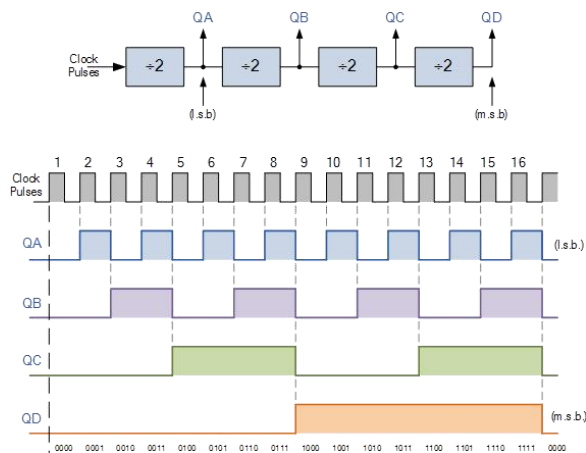 QA QB QC QD
Clock
Pulses
÷2 ÷2 ÷2 ÷2
(l.s.b) (m.s.b)
1 2 3 4 5 6 7 8 9 10 11 12 13 14 15 16
Clock
Pulses
QA (l.s.b.)
QB
QC
QD (m.s.b.)
0000 0001 0010 0011 0100 0101 0110 0111 1000 1001 1010 1011 1100 1101 1110 1111 0000